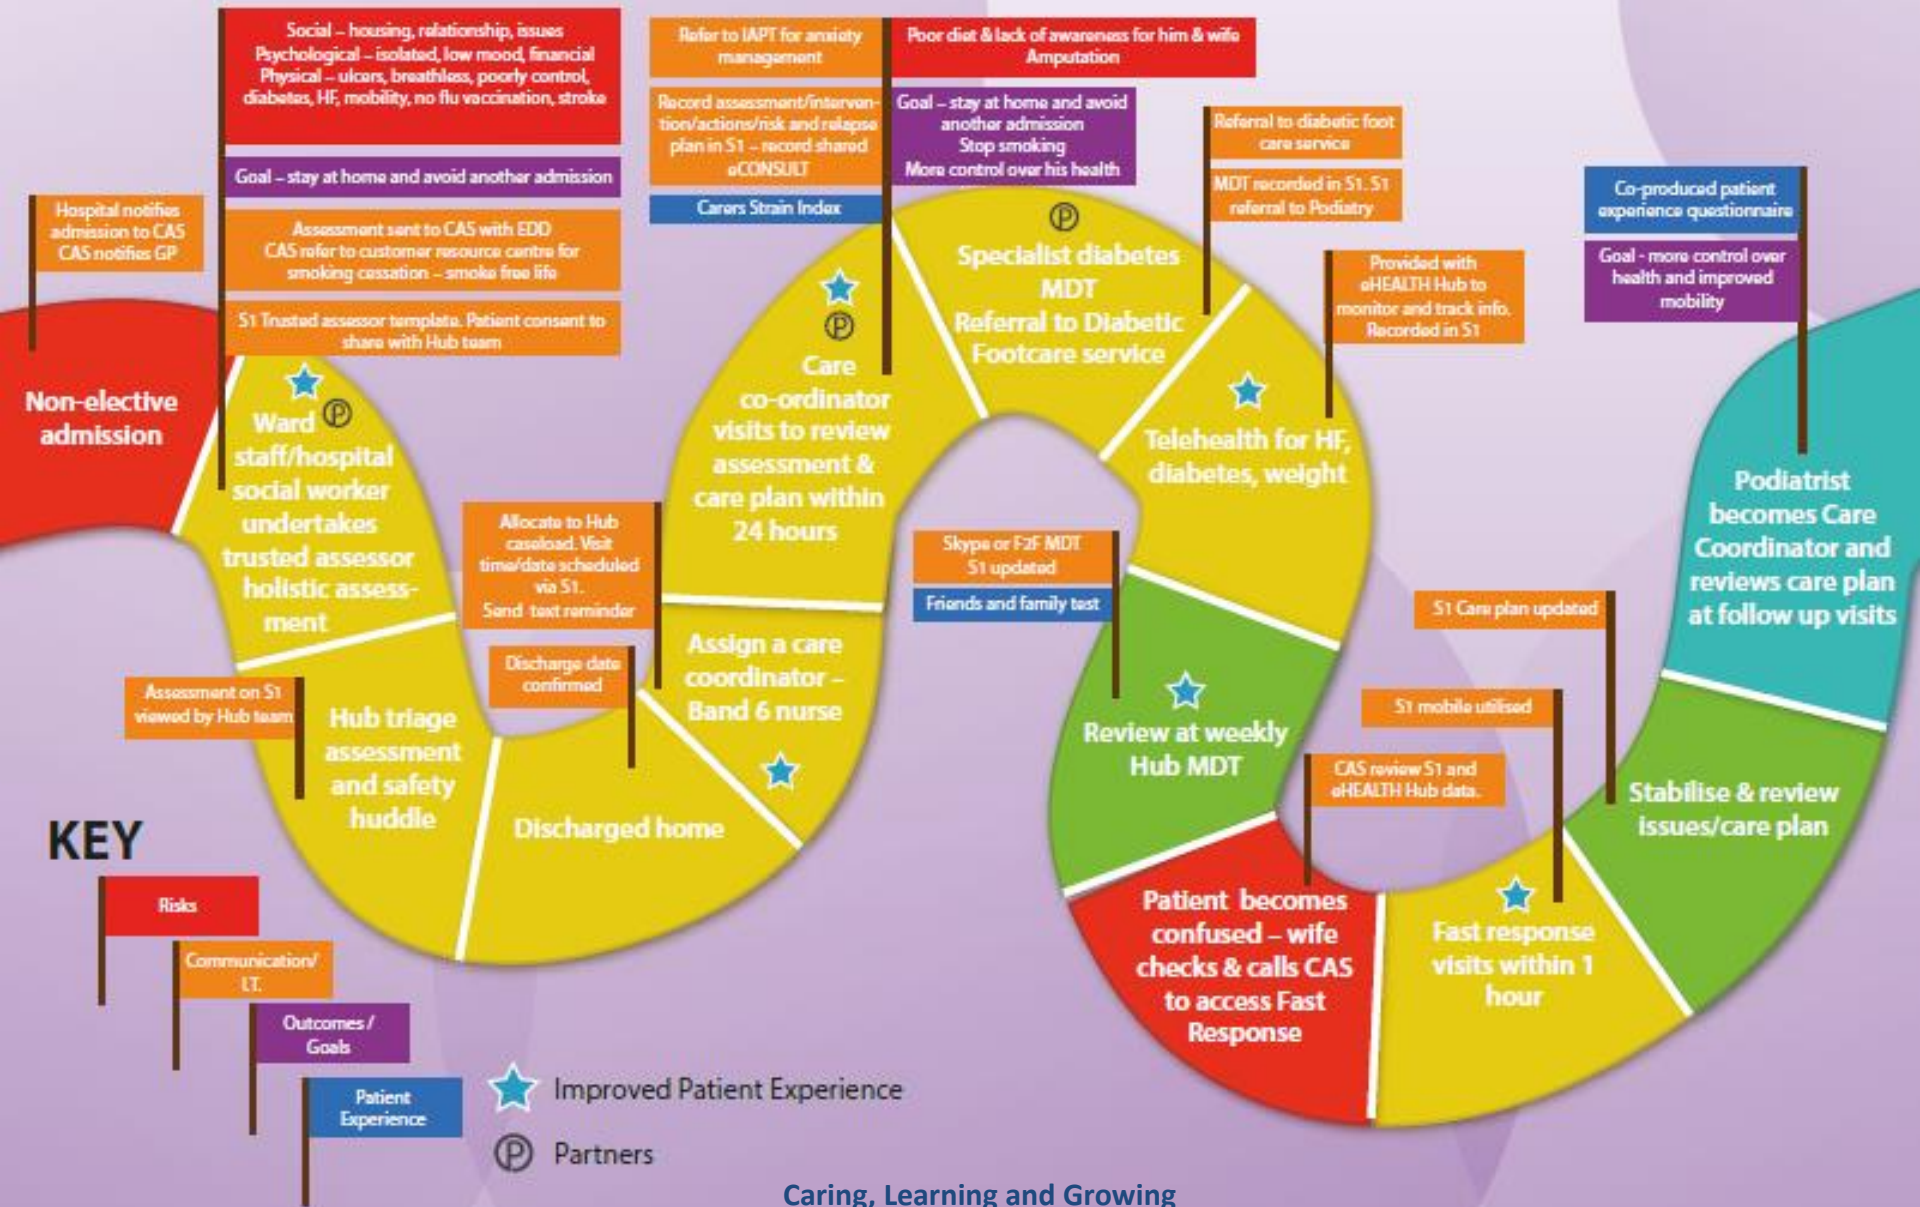 Hospital notifies
admission to CAS
CAS notifies GP
Non-elective
admission
Social – housing, relationship, issues
Psychological – isolated, low mood, financial
Physical – ulcers, breathless, poorly control,
diabetes, HF, mobility, no flu vaccination, stroke
Goal – stay at home and avoid another admission
Assessment sent to CAS with EDD
CAS refer to customer resource centre for
smoking cessation – smoke free life
S1 Trusted assessor template. Patient consent to
share with Hub team
Ward P
staff/hospital
social worker
undertakes
trusted assessor
holistic assess-
ment
Assessment on S1
viewed by Hub team
Hub triage
assessment
and safety
huddle
Discharge date
confirmed
Discharged home
Allocate to Hub
caseload. Visit
time/date scheduled
via S1.
Send text reminder
Assign a care
coordinator –
Band 6 nurse
Refer to IAPT for anxiety
management
Record assessment/interven-
tion/actions/risk and relapse
plan in S1 – record shared
eCONSULT
Carers Strain Index
Poor diet & lack of awareness for him & wife
Amputation
Goal – stay at home and avoid
another admission
Stop smoking
More control over his health
P
Care
co-ordinator
visits to review
assessment &
care plan within
24 hours
P
Specialist diabetes
MDT
Referral to Diabetic
Footcare service
Referral to diabetic foot
care service
MDT recorded in S1. S1
referral to Podiatry
Provided with
eHEALTH Hub to
monitor and track info.
Recorded in S1
Telehealth for HF,
diabetes, weight
Skype or F2F MDT
S1 updated
Friends and family test
Review at weekly
Hub MDT
CAS review S1 and
eHEALTH Hub data.
Patient becomes
confused – wife
checks & calls CAS
to access Fast
Response
S1 mobile utilised
Fast response
visits within 1
hour
S1 Care plan updated
Stabilise & review
issues/care plan
Co-produced patient
experience questionnaire
Goal - more control over
health and improved
mobility
Podiatrist
becomes Care
Coordinator and
reviews care plan
at follow up visits
KEY
Risks
Communication/
I.T.
Outcomes /
Goals
Patient
Experience
Improved Patient Experience
P Partners
Caring, Learning and Growing